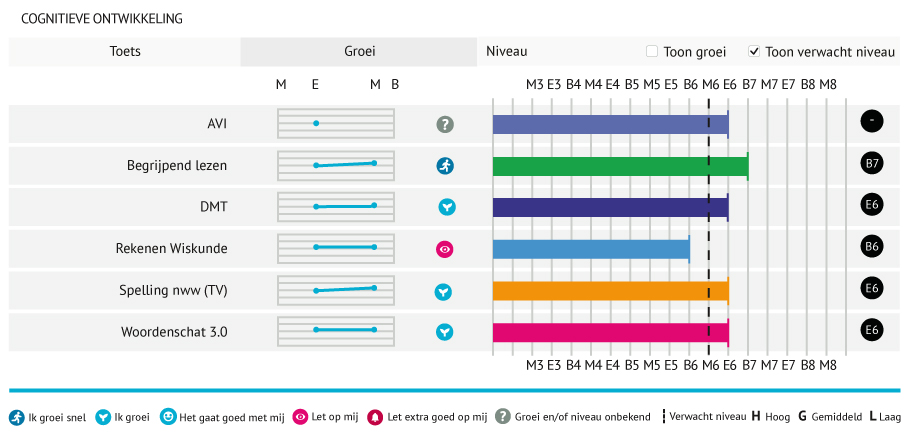 COGNITIEVE ONTWIKKELING
Toets Groei Niveau Toon groei Toon verwacht niveau
M E M B M3 E3 B4 M4 E4 B5 M5 E5 B6 M6 E6 B7 M7 E7 B8 M8
AVI ? -
Begrijpend lezen B7
DMT E6
Rekenen Wiskunde B6
Spelling nww (TV) E6
Woordenschat 3.0 E6
M3 E3 B4 M4 E4 B5 M5 E5 B6 M6 E6 B7 M7 E7 B8 M8
Ik groei snel Ik groei Het gaat goed met mij Let op mij Let extra goed op mij ? Groei en/of niveau onbekend Verwacht niveau H Hoog G Gemiddeld L Laag